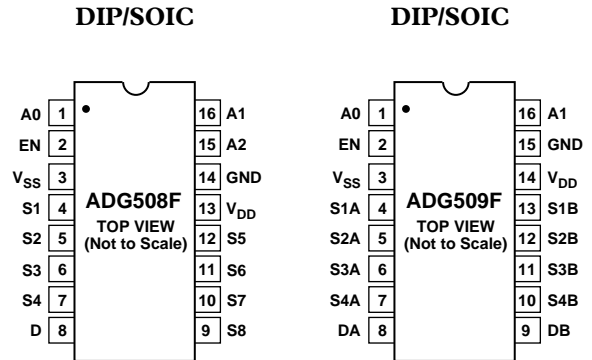 DIP/SOIC
A0 1 16 A1
EN 2 15 A2
VSS 3 14 GND
S1 4 13 VDD
S2 5 12 S5
S3 6 11 S6
S4 7 10 S7
D 8 9 S8
ADG508F
TOP VIEW
(Not to Scale)
DIP/SOIC
A0 1 16 A1
EN 2 15 GND
VSS 3 14 VDD
S1A 4 13 S1B
S2A 5 12 S2B
S3A 6 11 S3B
S4A 7 10 S4B
DA 8 9 DB
ADG509F
TOP VIEW
(Not to Scale)